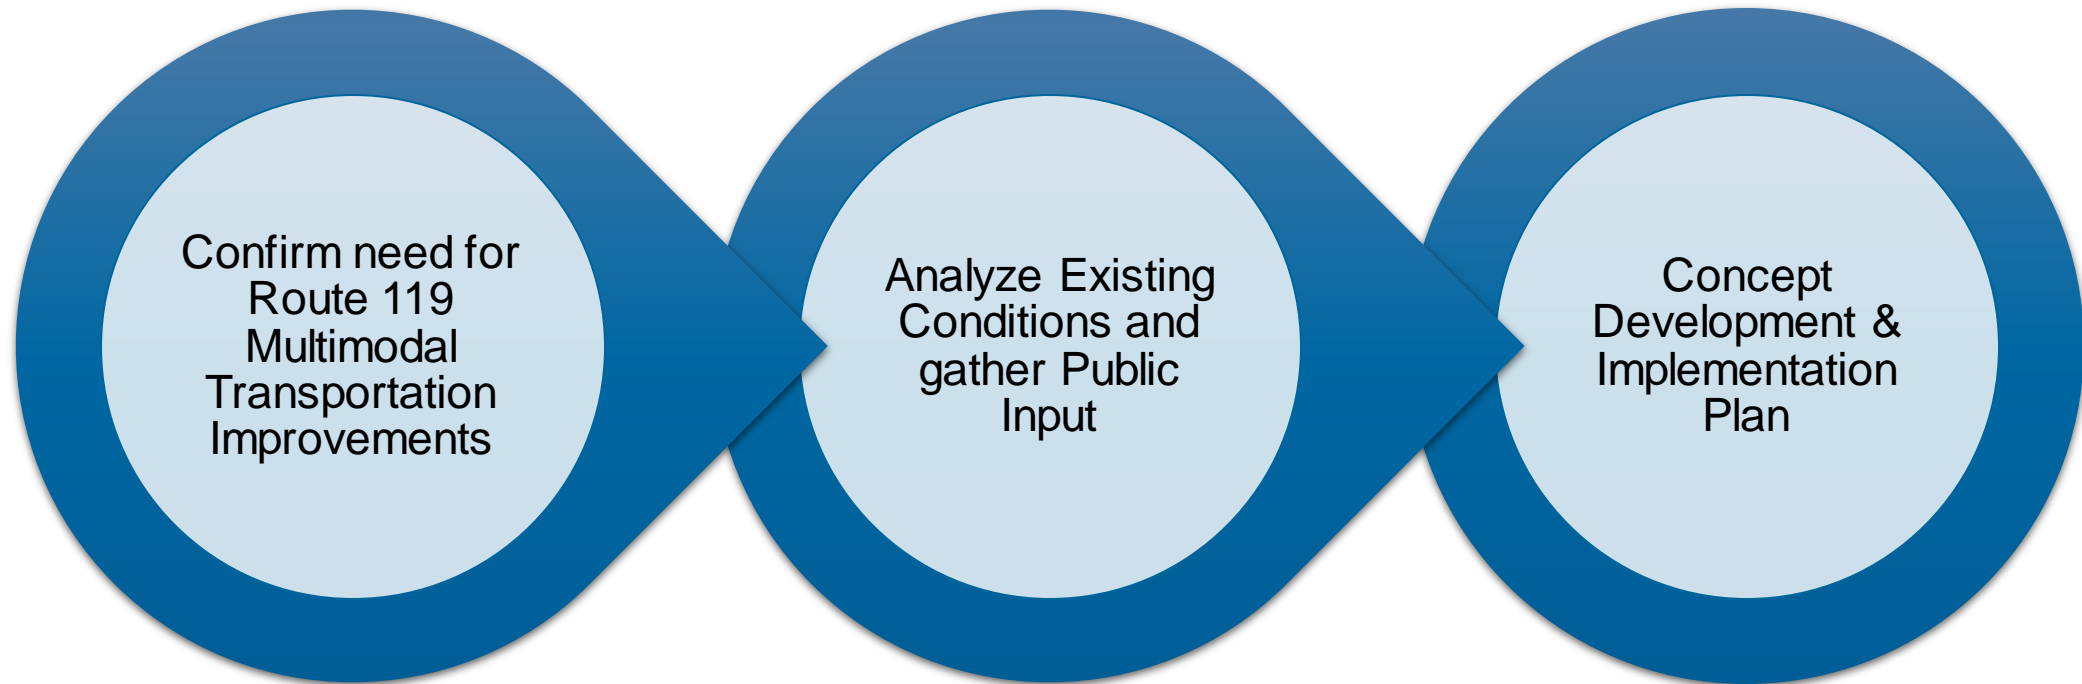 Confirm need for
Route 119
Multimodal
Transportation
Improvements
Analyze Existing
Conditions and
gather Public
Input
Concept
Development &
Implementation
Plan